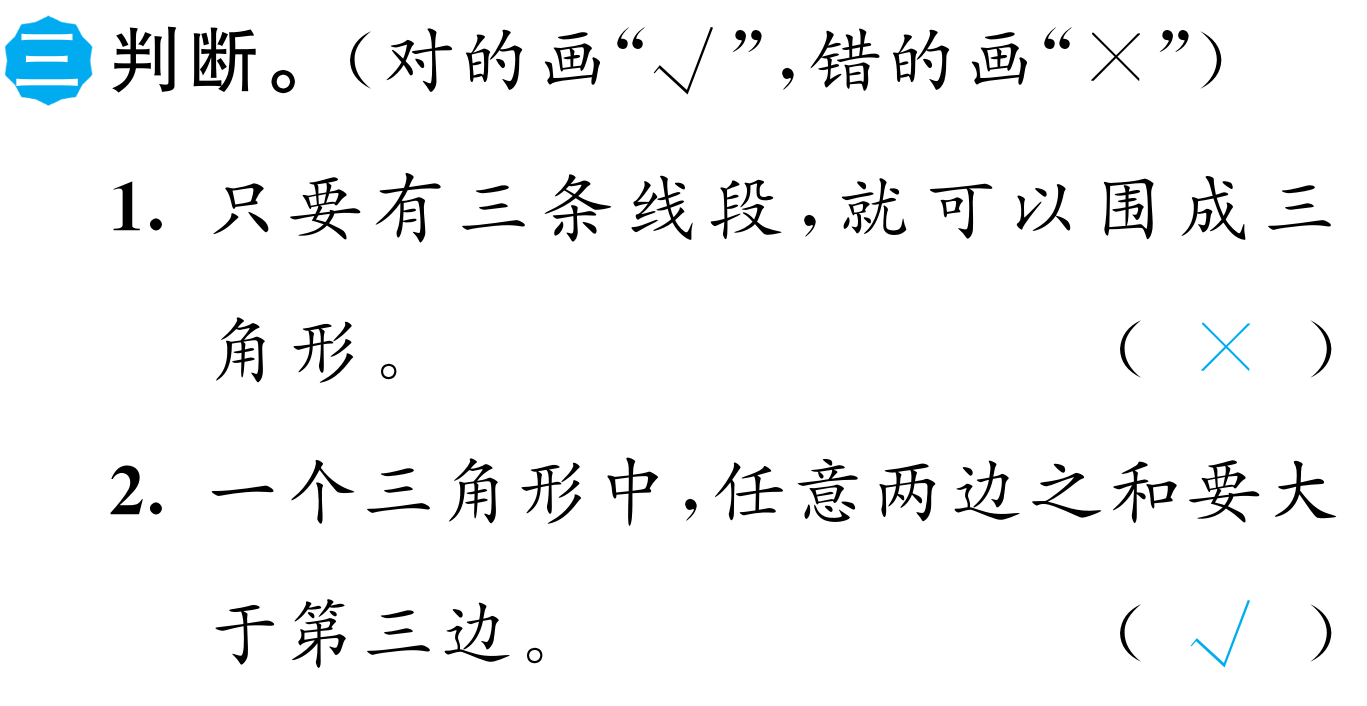 三 判断。(对的画“√”,错的画“×”)
1. 只要有三条线段,就可以围成三
角形。 ( × )
2. 一个三角形中,任意两边之和要大
于第三边。 ( √ )